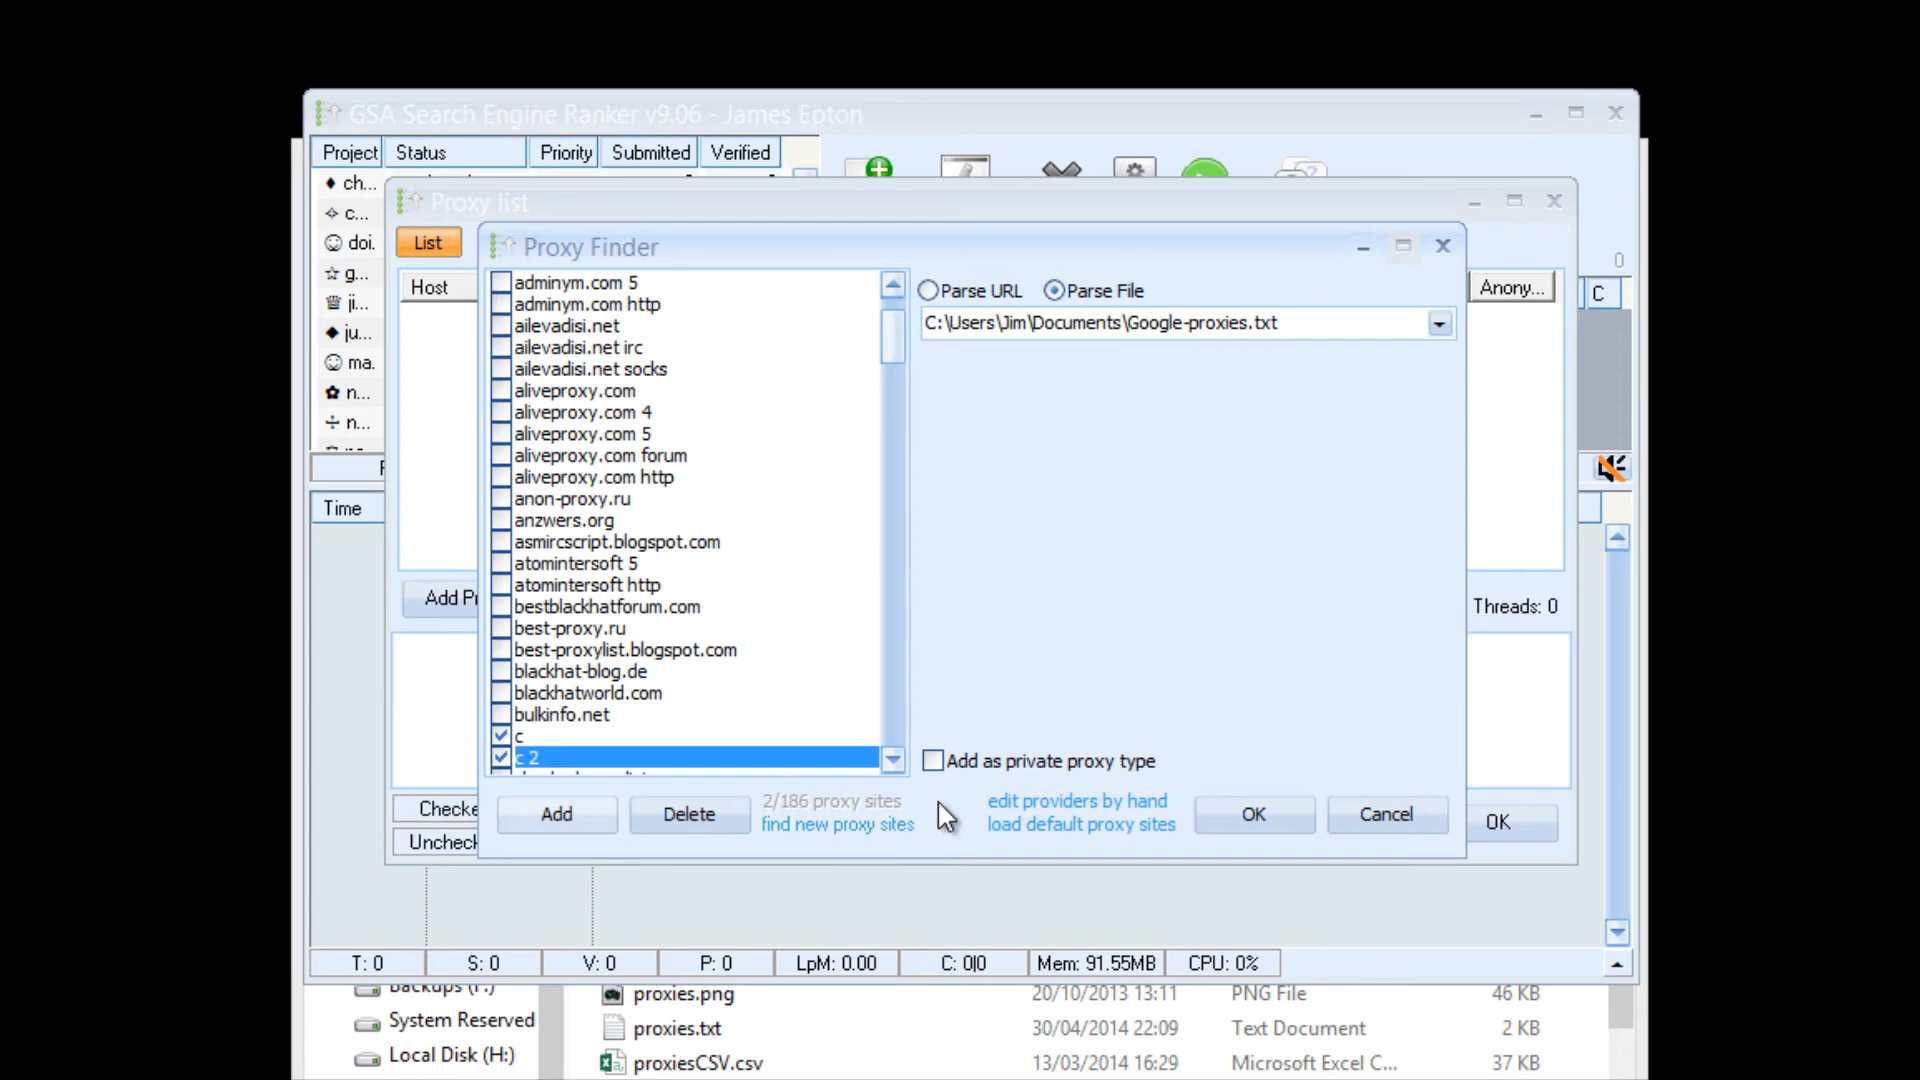 GSA Search Engine Ranker v9.06 - James Epton
Project Status Priority Submitted Verified
ch...
c...
doi.
g...
ji...
ju...
ma.
n...
n...
0
C
Proxy list
List
Host
Anony...
Add Pr
Threads: 0
Time
Proxy Finder
adminym.com 5
adminym.com http
ailevadisi.net
ailevadisi.net irc
ailevadisi.net socks
aliveproxy.com
aliveproxy.com 4
aliveproxy.com 5
aliveproxy.com forum
aliveproxy.com http
anon-proxy.ru
anzwers.org
asmircscript.blogspot.com
atomintersoft 5
atomintersoft http
bestblackhatforum.com
best-proxy.ru
best-proxylist.blogspot.com
blackhat-blog.de
blackhatworld.com
bulkinfo.net
c
c 2
Parse URL Parse File
C:\Users\Jim\Documents\Google-proxies.txt
Add as private proxy type
Add Delete
2/186 proxy sites
find new proxy sites
edit providers by hand
load default proxy sites
OK Cancel
Checke
Uncheck
OK
T: 0 S: 0 V: 0 P: 0 LpM: 0.00 C: 0|0 Mem: 91.55MB CPU: 0%
Backups (F:)
System Reserved
Local Disk (H:)
proxies.png 20/10/2013 13:11 PNG File 46 KB
proxies.txt 30/04/2014 22:09 Text Document 2 KB
proxiesCSV.csv 13/03/2014 16:29 Microsoft Excel C... 37 KB